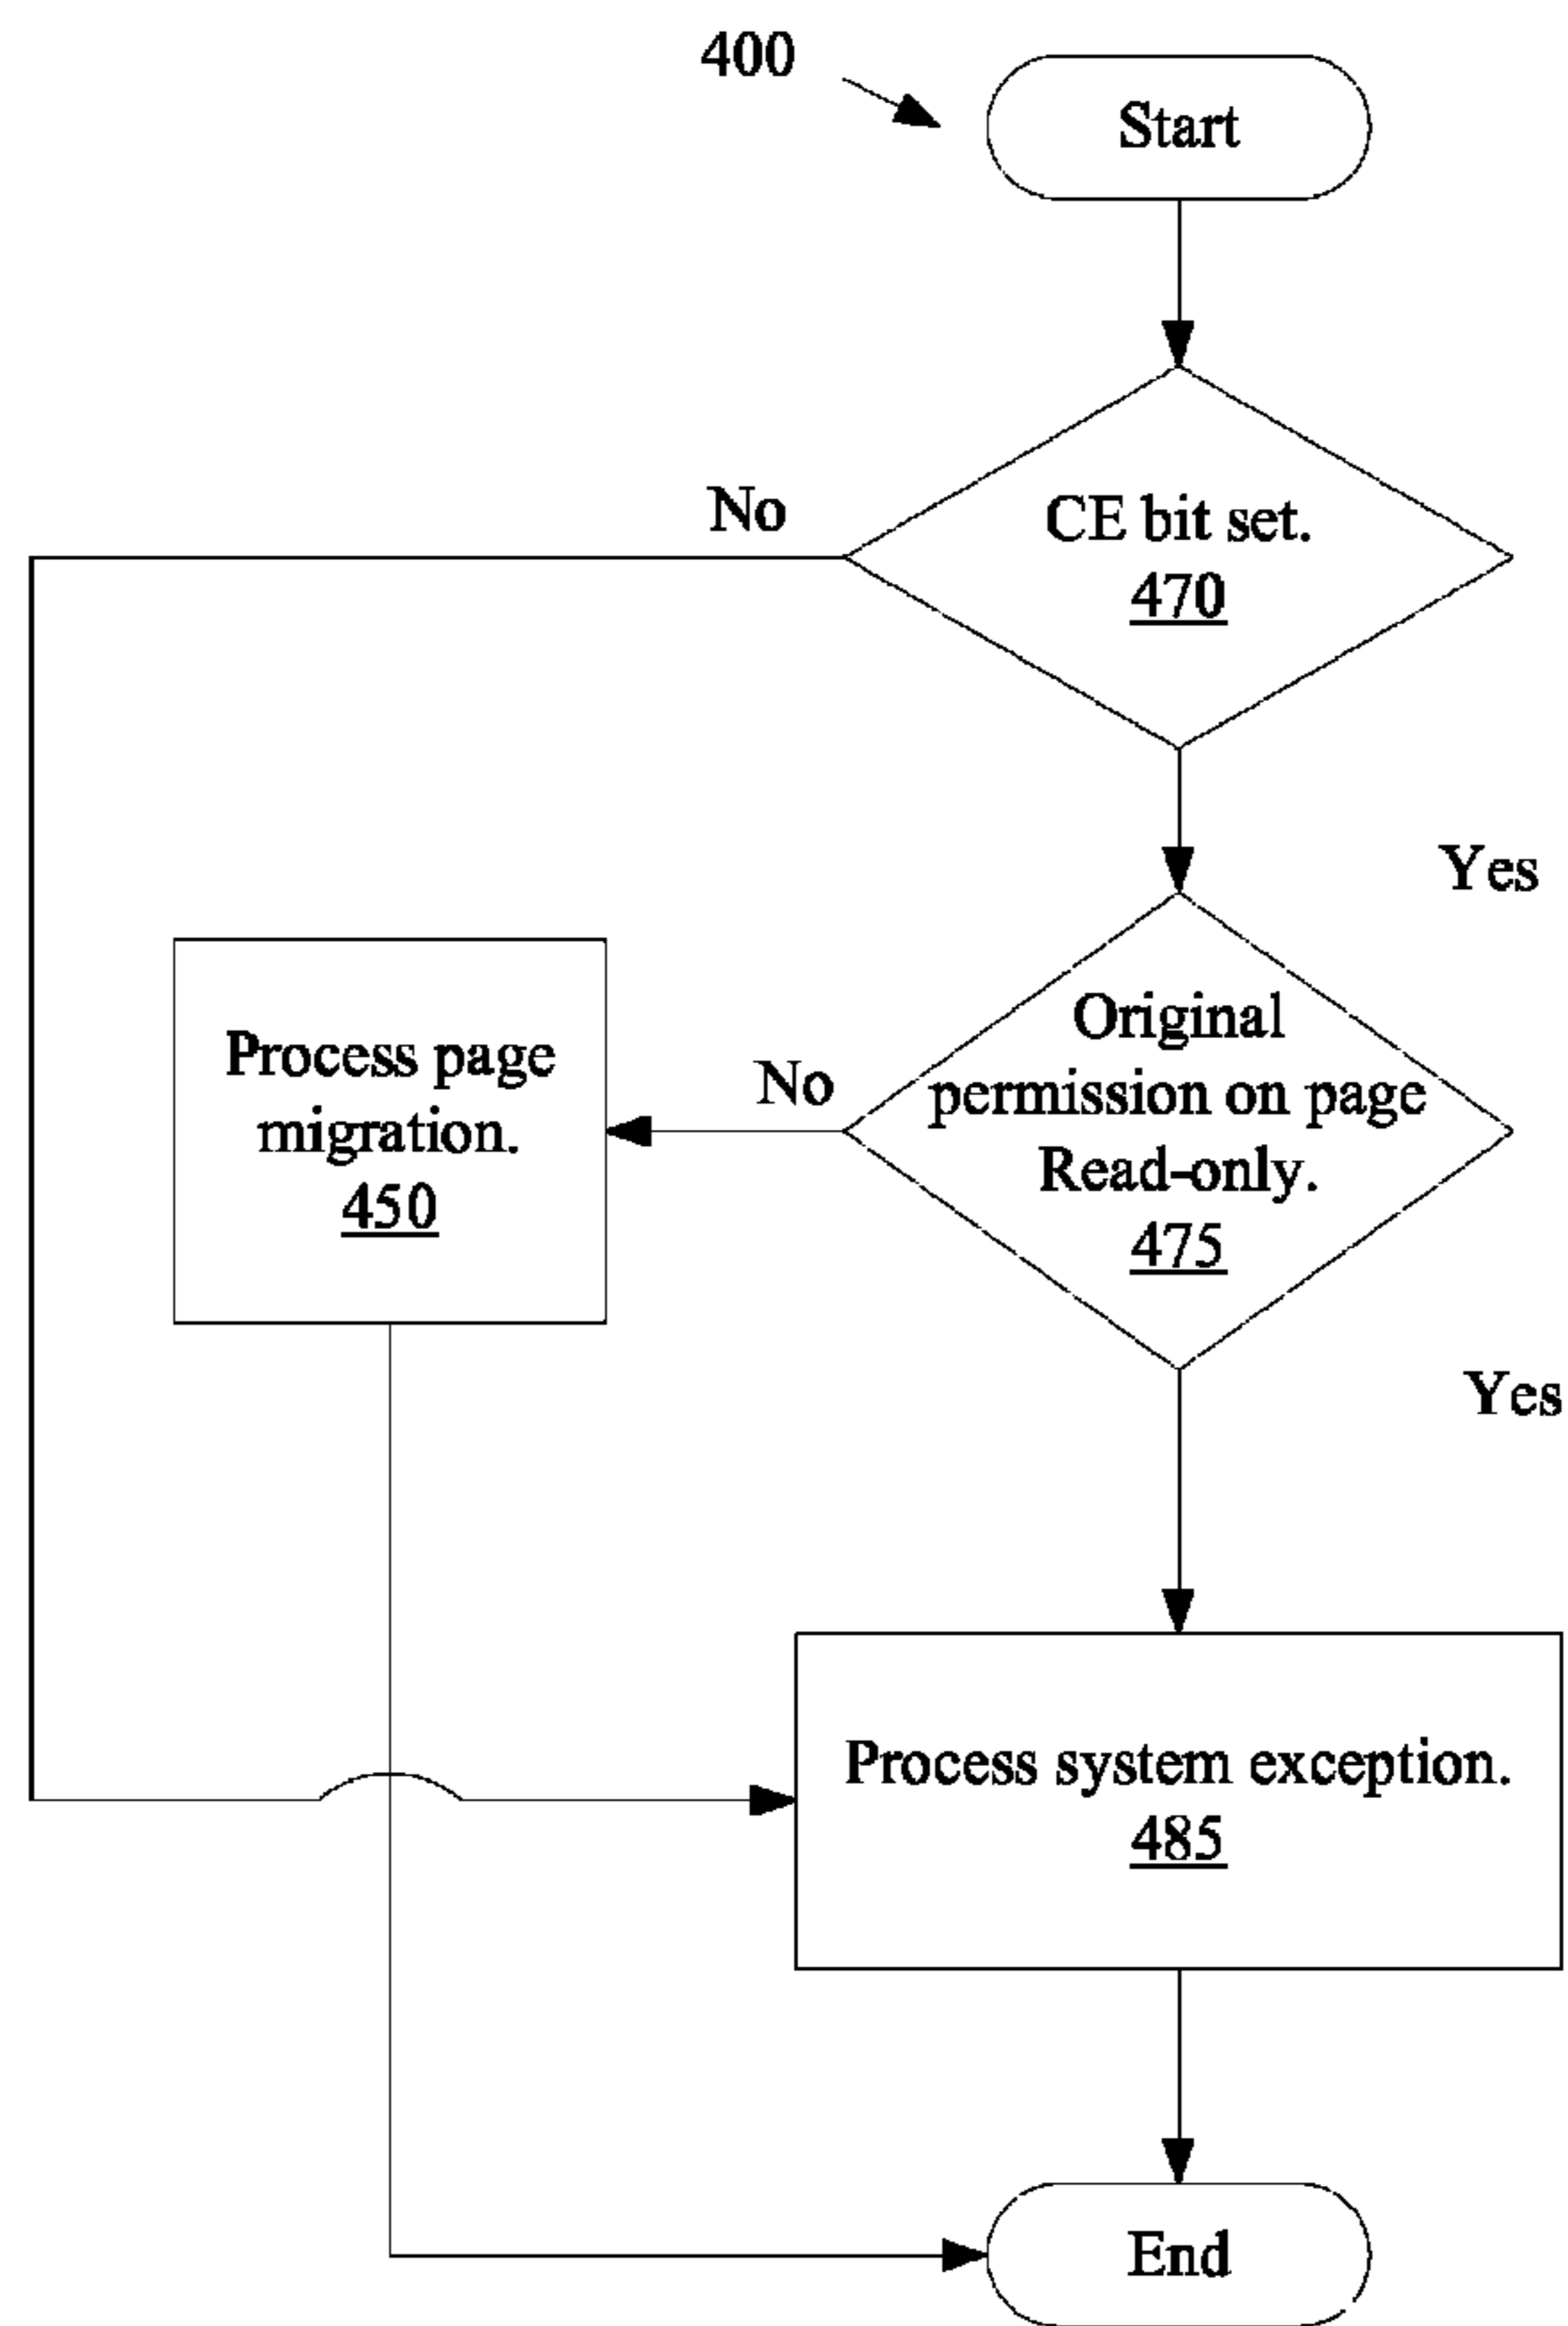 400
Start
No
CE bit set.
470
Yes
Original
permission on page
Read-only.
475
No
Process page
migration.
450
Yes
Process system exception.
485
End